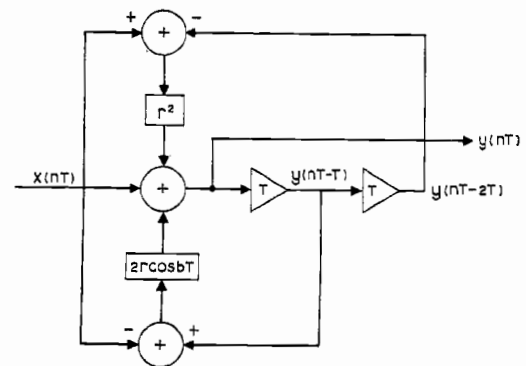 + + -
r²
y(nT)
X(nT) + T y(nT-T) T y(nT-2T)
2rcosbT
- + +